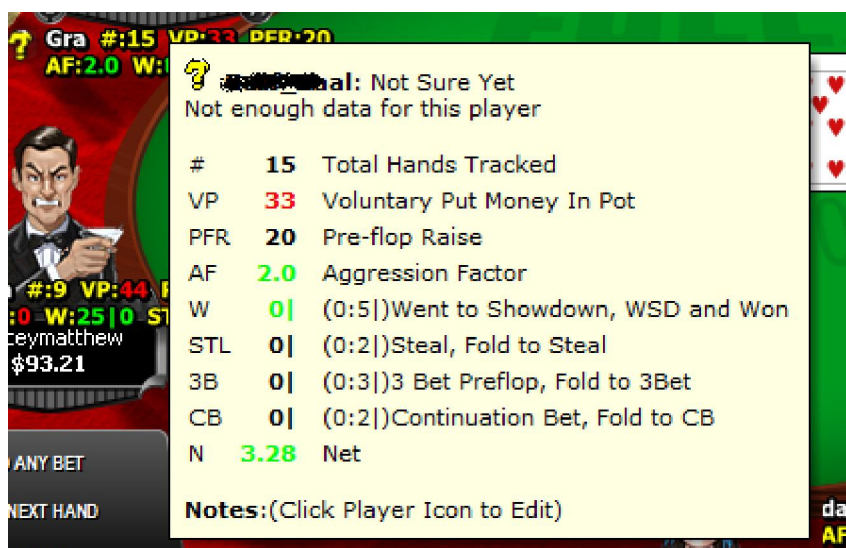 Gra #:15 VP:33 PFR:20
AF:2.0 W:
al: Not Sure Yet
Not enough data for this player
# 15 Total Hands Tracked
VP 33 Voluntary Put Money In Pot
PFR 20 Pre-flop Raise
AF 2.0 Aggression Factor
W 0| (0:5|)Went to Showdown, WSD and Won
STL 0| (0:2|)Steal, Fold to Steal
3B 0| (0:3|)3 Bet Preflop, Fold to 3Bet
CB 0| (0:2|)Continuation Bet, Fold to CB
N 3.28 Net
Notes:(Click Player Icon to Edit)
#:9 VP:44
:0 W:25|0 ST
ceymatthew
$93.21
ANY BET
NEXT HAND
da
AF